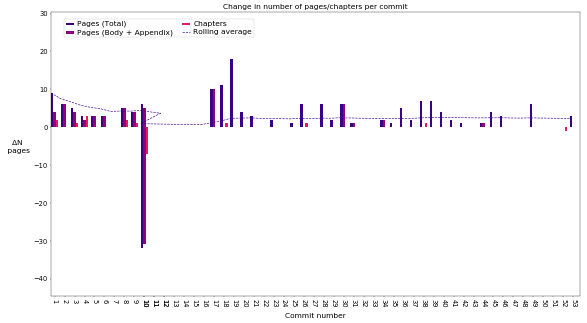 Change in number of pages/chapters per commit
Pages (Total)
Pages (Body + Appendix)
Chapters
Rolling average
30
20
10
0
−10
−20
−30
−40
ΔN
pages
1 2 3 4 5 6 7 8 9 10 11 12 13 14 15 16 17 18 19 20 21 22 23 24 25 26 27 28 29 30 31 32 33 34 35 36 37 38 39 40 41 42 43 44 45 46 47 48 49 50 51 52 53
Commit number